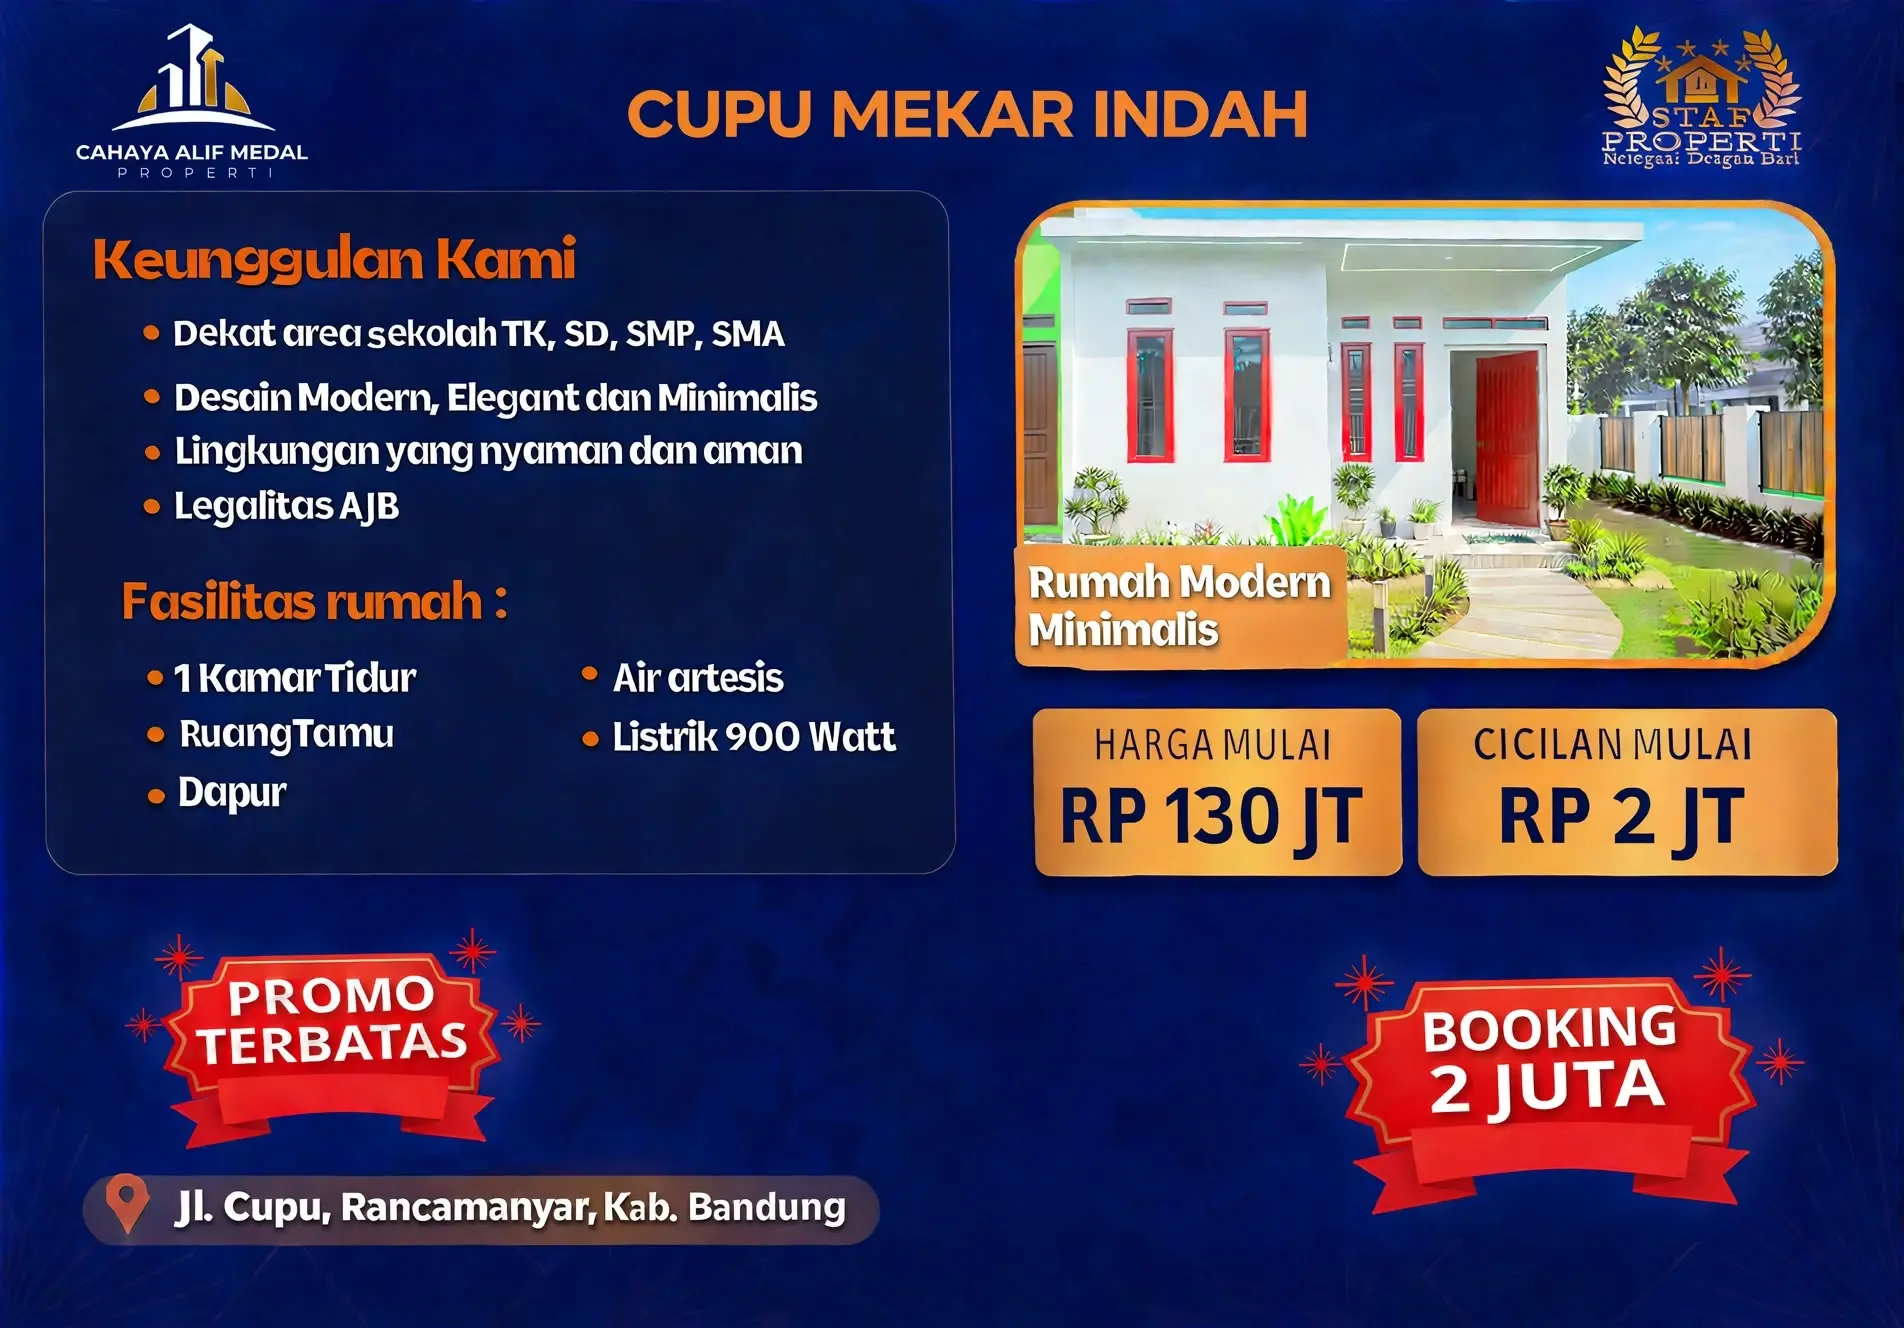 CAHAYA ALIF MEDAL
PROPERTI
CUPU MEKAR INDAH
STAF
PROPERTI
Keunggulan Kami
Dekat area sekolah TK, SD, SMP, SMA
Desain Modern, Elegant dan Minimalis
Lingkungan yang nyaman dan aman
Legalitas AJB
Fasilitas rumah :
1 Kamar Tidur
Ruang Tamu
Dapur
Air artesis
Listrik 900 Watt
Rumah Modern
Minimalis
HARGA MULAI
RP 130 JT
CICILAN MULAI
RP 2 JT
PROMO
TERBATAS
BOOKING
2 JUTA
Jl. Cupu, Rancamanyar, Kab. Bandung